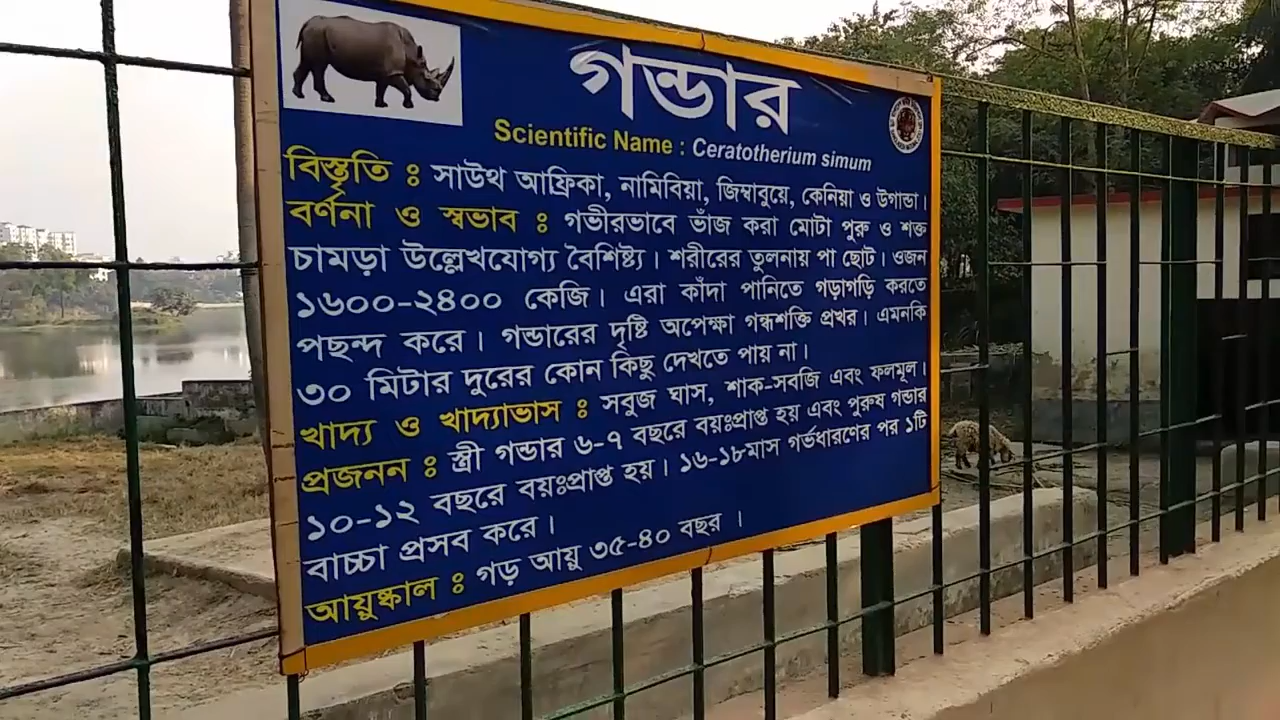 গন্ডার
Scientific Name : Ceratotherium simum
বিস্তৃতি ঃ সাউথ আফ্রিকা, নামিবিয়া, জিম্বাবুয়ে, কেনিয়া ও উগান্ডা।
বর্ণনা ও স্বভাব ঃ গভীরভাবে ভাঁজ করা মোটা পুরু ও শক্ত
চামড়া উল্লেখযোগ্য বৈশিষ্ট্য। শরীরের তুলনায় পা ছোট। ওজন
১৬০০-২৪০০ কেজি। এরা কাঁদা পানিতে গড়াগড়ি করতে
পছন্দ করে। গন্ডারের দৃষ্টি অপেক্ষা গন্ধশক্তি প্রখর। এমনকি
৩০ মিটার দুরের কোন কিছু দেখতে পায় না।
খাদ্য ও খাদ্যাভাস ঃ সবুজ ঘাস, শাক-সবজি এবং ফলমূল।
প্রজনন ঃ স্ত্রী গন্ডার ৬-৭ বছরে বয়ঃপ্রাপ্ত হয় এবং পুরুষ গন্ডার
১০-১২ বছরে বয়ঃপ্রাপ্ত হয়। ১৬-১৮মাস গর্ভধারণের পর ১টি
বাচ্চা প্রসব করে।
আয়ুষ্কাল ঃ গড় আয়ু ৩৫-৪০ বছর ।